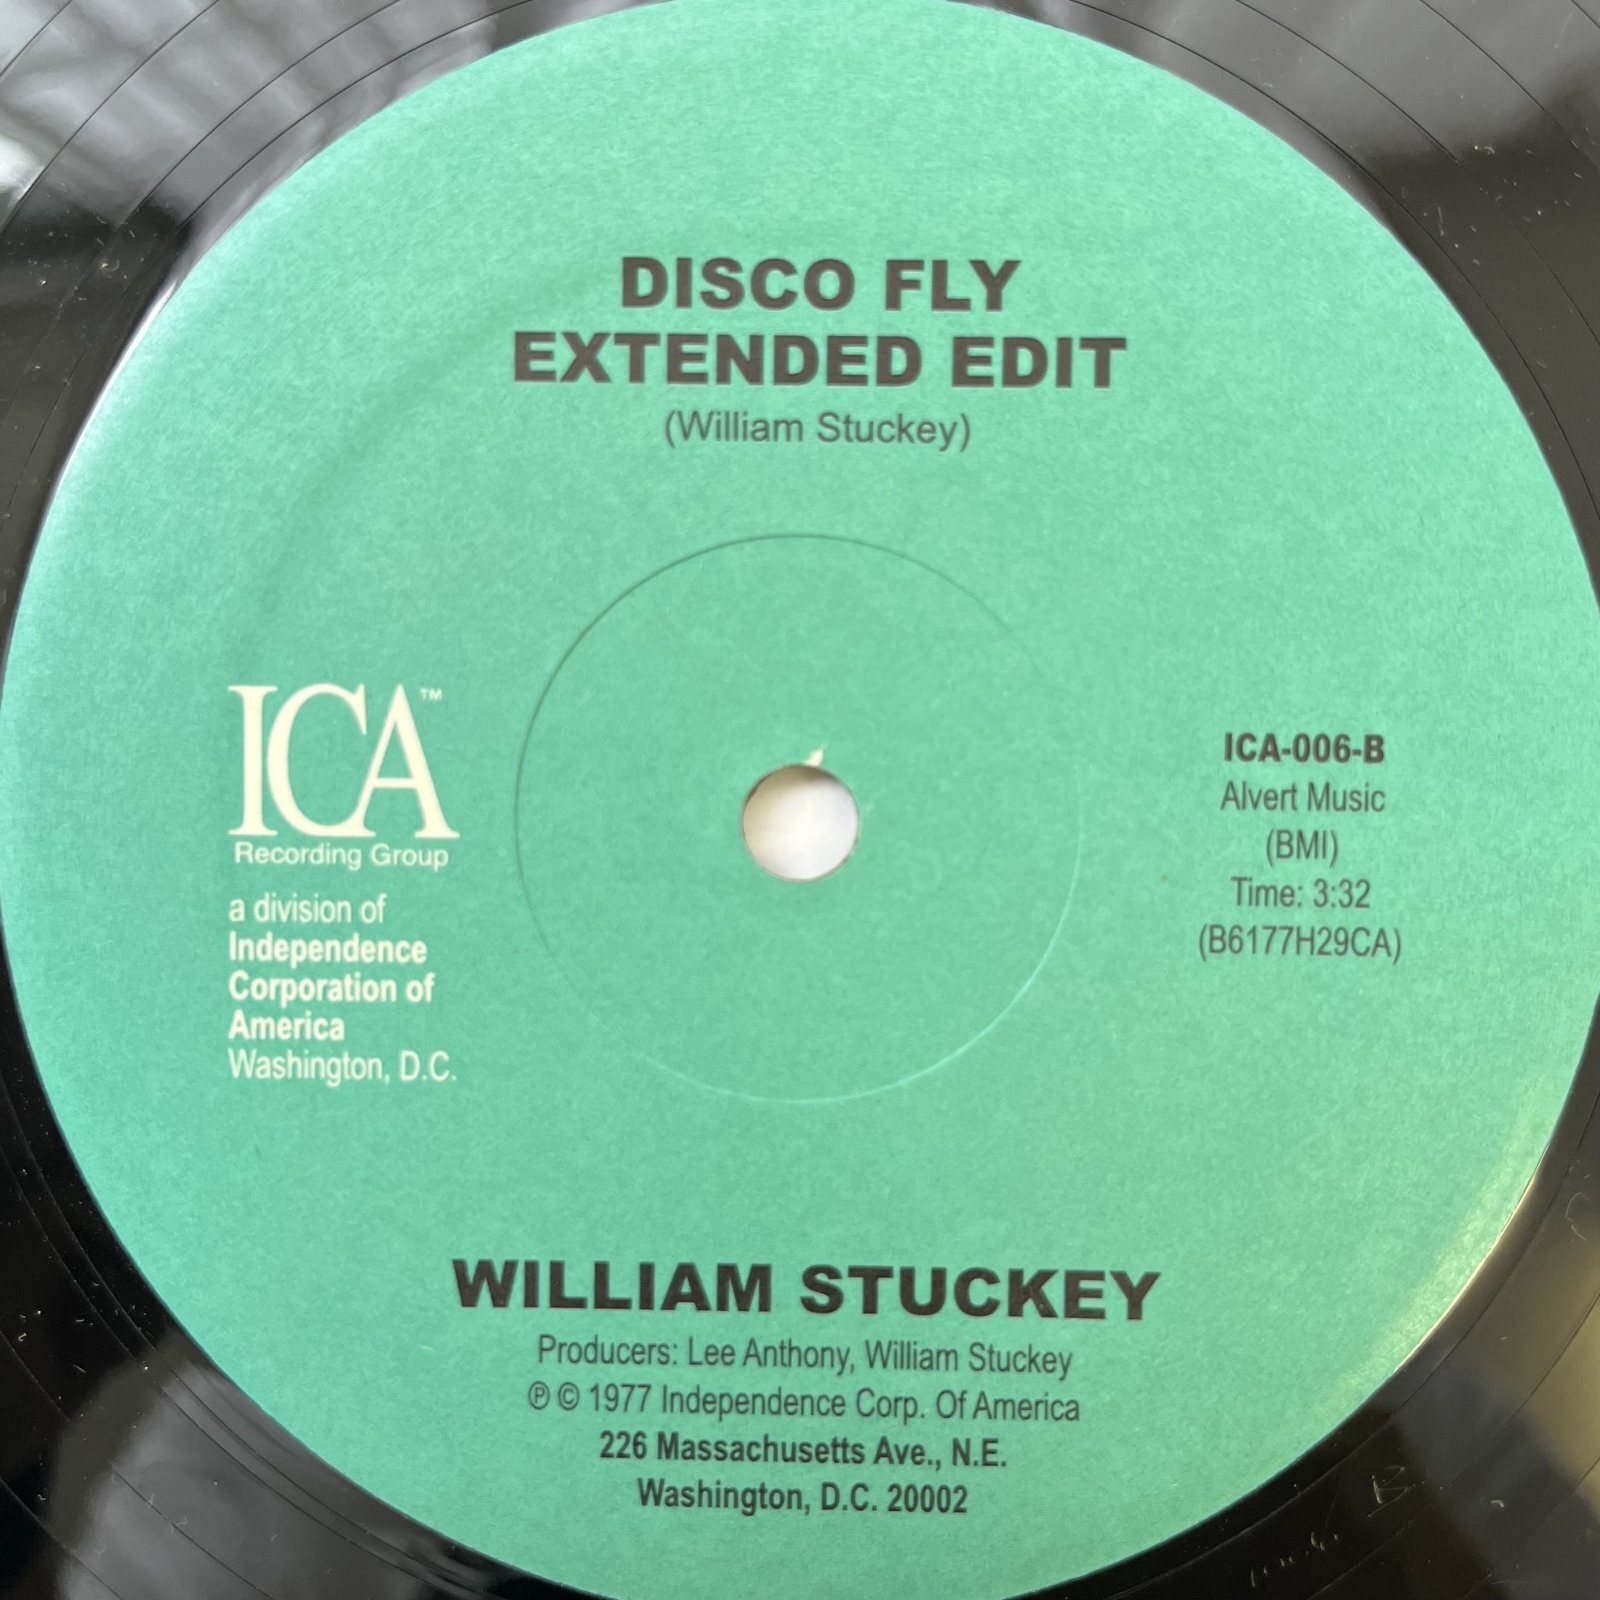 DISCO FLY
EXTENDED EDIT
(William Stuckey)
ICA™
Recording Group
a division of
Independence
Corporation of
America
Washington, D.C.
ICA-006-B
Alvert Music
(BMI)
Time: 3:32
(B6177H29CA)
WILLIAM STUCKEY
Producers: Lee Anthony, William Stuckey
℗ © 1977 Independence Corp. Of America
226 Massachusetts Ave., N.E.
Washington, D.C. 20002